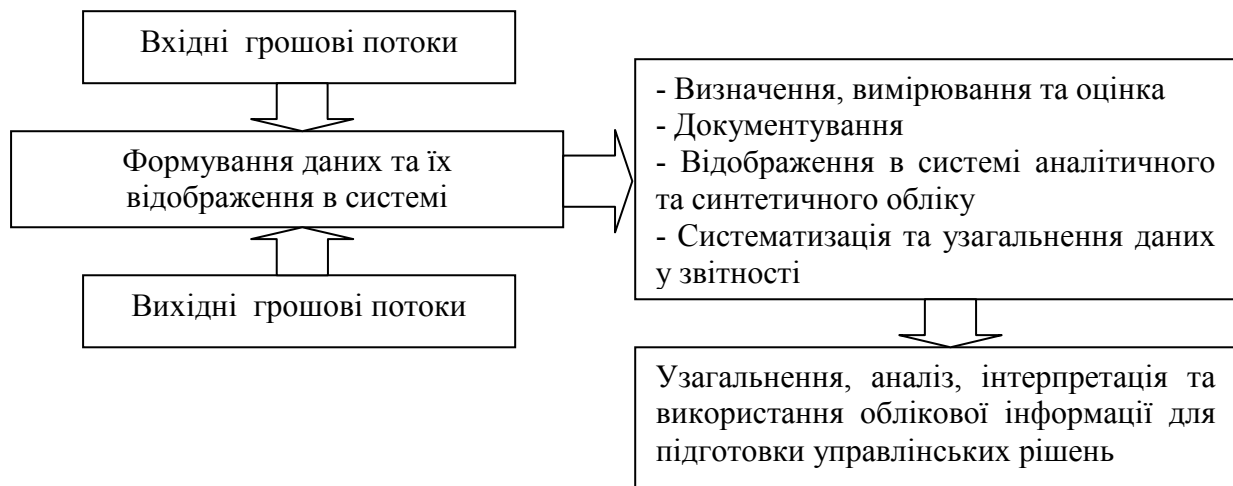 Вхідні грошові потоки
Формування даних та їх
відображення в системі
Вихідні грошові потоки
- Визначення, вимірювання та оцінка
- Документування
- Відображення в системі аналітичного
та синтетичного обліку
- Систематизація та узагальнення даних
у звітності
Узагальнення, аналіз, інтерпретація та
використання облікової інформації для
підготовки управлінських рішень